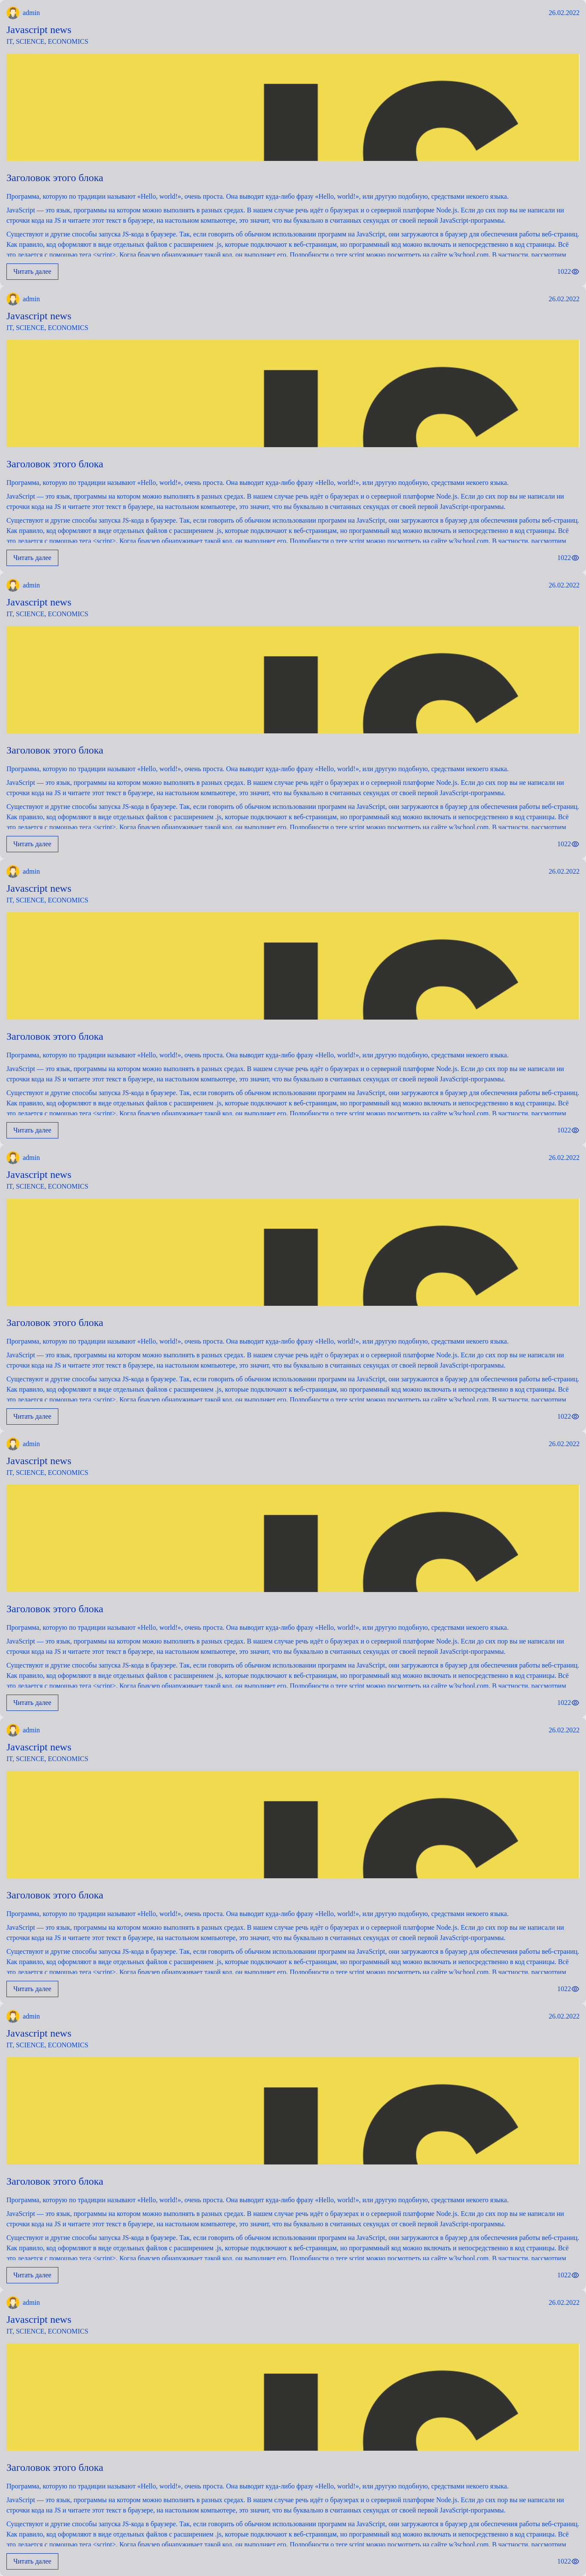 admin 26.02.2022
Javascript news
IT, SCIENCE, ECONOMICS
Заголовок этого блока
Программа, которую по традиции называют «Hello, world!», очень проста. Она выводит куда-либо фразу «Hello, world!», или другую подобную, средствами некоего языка.
JavaScript — это язык, программы на котором можно выполнять в разных средах. В нашем случае речь идёт о браузерах и о серверной платформе Node.js. Если до сих пор вы не написали ни
строчки кода на JS и читаете этот текст в браузере, на настольном компьютере, это значит, что вы буквально в считанных секундах от своей первой JavaScript-программы.
Существуют и другие способы запуска JS-кода в браузере. Так, если говорить об обычном использовании программ на JavaScript, они загружаются в браузер для обеспечения работы веб-страниц.
Как правило, код оформляют в виде отдельных файлов с расширением .js, которые подключают к веб-страницам, но программный код можно включать и непосредственно в код страницы. Всё
это делается с помощью тега <script>. Когда браузер обнаруживает такой код, он выполняет его. Подробности о теге script можно посмотреть на сайте w3school.com. В частности, рассмотрим
Читать далее 1022
admin 26.02.2022
Javascript news
IT, SCIENCE, ECONOMICS
Заголовок этого блока
Программа, которую по традиции называют «Hello, world!», очень проста. Она выводит куда-либо фразу «Hello, world!», или другую подобную, средствами некоего языка.
JavaScript — это язык, программы на котором можно выполнять в разных средах. В нашем случае речь идёт о браузерах и о серверной платформе Node.js. Если до сих пор вы не написали ни
строчки кода на JS и читаете этот текст в браузере, на настольном компьютере, это значит, что вы буквально в считанных секундах от своей первой JavaScript-программы.
Существуют и другие способы запуска JS-кода в браузере. Так, если говорить об обычном использовании программ на JavaScript, они загружаются в браузер для обеспечения работы веб-страниц.
Как правило, код оформляют в виде отдельных файлов с расширением .js, которые подключают к веб-страницам, но программный код можно включать и непосредственно в код страницы. Всё
это делается с помощью тега <script>. Когда браузер обнаруживает такой код, он выполняет его. Подробности о теге script можно посмотреть на сайте w3school.com. В частности, рассмотрим
Читать далее 1022
admin 26.02.2022
Javascript news
IT, SCIENCE, ECONOMICS
Заголовок этого блока
Программа, которую по традиции называют «Hello, world!», очень проста. Она выводит куда-либо фразу «Hello, world!», или другую подобную, средствами некоего языка.
JavaScript — это язык, программы на котором можно выполнять в разных средах. В нашем случае речь идёт о браузерах и о серверной платформе Node.js. Если до сих пор вы не написали ни
строчки кода на JS и читаете этот текст в браузере, на настольном компьютере, это значит, что вы буквально в считанных секундах от своей первой JavaScript-программы.
Существуют и другие способы запуска JS-кода в браузере. Так, если говорить об обычном использовании программ на JavaScript, они загружаются в браузер для обеспечения работы веб-страниц.
Как правило, код оформляют в виде отдельных файлов с расширением .js, которые подключают к веб-страницам, но программный код можно включать и непосредственно в код страницы. Всё
это делается с помощью тега <script>. Когда браузер обнаруживает такой код, он выполняет его. Подробности о теге script можно посмотреть на сайте w3school.com. В частности, рассмотрим
Читать далее 1022
admin 26.02.2022
Javascript news
IT, SCIENCE, ECONOMICS
Заголовок этого блока
Программа, которую по традиции называют «Hello, world!», очень проста. Она выводит куда-либо фразу «Hello, world!», или другую подобную, средствами некоего языка.
JavaScript — это язык, программы на котором можно выполнять в разных средах. В нашем случае речь идёт о браузерах и о серверной платформе Node.js. Если до сих пор вы не написали ни
строчки кода на JS и читаете этот текст в браузере, на настольном компьютере, это значит, что вы буквально в считанных секундах от своей первой JavaScript-программы.
Существуют и другие способы запуска JS-кода в браузере. Так, если говорить об обычном использовании программ на JavaScript, они загружаются в браузер для обеспечения работы веб-страниц.
Как правило, код оформляют в виде отдельных файлов с расширением .js, которые подключают к веб-страницам, но программный код можно включать и непосредственно в код страницы. Всё
это делается с помощью тега <script>. Когда браузер обнаруживает такой код, он выполняет его. Подробности о теге script можно посмотреть на сайте w3school.com. В частности, рассмотрим
Читать далее 1022
admin 26.02.2022
Javascript news
IT, SCIENCE, ECONOMICS
Заголовок этого блока
Программа, которую по традиции называют «Hello, world!», очень проста. Она выводит куда-либо фразу «Hello, world!», или другую подобную, средствами некоего языка.
JavaScript — это язык, программы на котором можно выполнять в разных средах. В нашем случае речь идёт о браузерах и о серверной платформе Node.js. Если до сих пор вы не написали ни
строчки кода на JS и читаете этот текст в браузере, на настольном компьютере, это значит, что вы буквально в считанных секундах от своей первой JavaScript-программы.
Существуют и другие способы запуска JS-кода в браузере. Так, если говорить об обычном использовании программ на JavaScript, они загружаются в браузер для обеспечения работы веб-страниц.
Как правило, код оформляют в виде отдельных файлов с расширением .js, которые подключают к веб-страницам, но программный код можно включать и непосредственно в код страницы. Всё
это делается с помощью тега <script>. Когда браузер обнаруживает такой код, он выполняет его. Подробности о теге script можно посмотреть на сайте w3school.com. В частности, рассмотрим
Читать далее 1022
admin 26.02.2022
Javascript news
IT, SCIENCE, ECONOMICS
Заголовок этого блока
Программа, которую по традиции называют «Hello, world!», очень проста. Она выводит куда-либо фразу «Hello, world!», или другую подобную, средствами некоего языка.
JavaScript — это язык, программы на котором можно выполнять в разных средах. В нашем случае речь идёт о браузерах и о серверной платформе Node.js. Если до сих пор вы не написали ни
строчки кода на JS и читаете этот текст в браузере, на настольном компьютере, это значит, что вы буквально в считанных секундах от своей первой JavaScript-программы.
Существуют и другие способы запуска JS-кода в браузере. Так, если говорить об обычном использовании программ на JavaScript, они загружаются в браузер для обеспечения работы веб-страниц.
Как правило, код оформляют в виде отдельных файлов с расширением .js, которые подключают к веб-страницам, но программный код можно включать и непосредственно в код страницы. Всё
это делается с помощью тега <script>. Когда браузер обнаруживает такой код, он выполняет его. Подробности о теге script можно посмотреть на сайте w3school.com. В частности, рассмотрим
Читать далее 1022
admin 26.02.2022
Javascript news
IT, SCIENCE, ECONOMICS
Заголовок этого блока
Программа, которую по традиции называют «Hello, world!», очень проста. Она выводит куда-либо фразу «Hello, world!», или другую подобную, средствами некоего языка.
JavaScript — это язык, программы на котором можно выполнять в разных средах. В нашем случае речь идёт о браузерах и о серверной платформе Node.js. Если до сих пор вы не написали ни
строчки кода на JS и читаете этот текст в браузере, на настольном компьютере, это значит, что вы буквально в считанных секундах от своей первой JavaScript-программы.
Существуют и другие способы запуска JS-кода в браузере. Так, если говорить об обычном использовании программ на JavaScript, они загружаются в браузер для обеспечения работы веб-страниц.
Как правило, код оформляют в виде отдельных файлов с расширением .js, которые подключают к веб-страницам, но программный код можно включать и непосредственно в код страницы. Всё
это делается с помощью тега <script>. Когда браузер обнаруживает такой код, он выполняет его. Подробности о теге script можно посмотреть на сайте w3school.com. В частности, рассмотрим
Читать далее 1022
admin 26.02.2022
Javascript news
IT, SCIENCE, ECONOMICS
Заголовок этого блока
Программа, которую по традиции называют «Hello, world!», очень проста. Она выводит куда-либо фразу «Hello, world!», или другую подобную, средствами некоего языка.
JavaScript — это язык, программы на котором можно выполнять в разных средах. В нашем случае речь идёт о браузерах и о серверной платформе Node.js. Если до сих пор вы не написали ни
строчки кода на JS и читаете этот текст в браузере, на настольном компьютере, это значит, что вы буквально в считанных секундах от своей первой JavaScript-программы.
Существуют и другие способы запуска JS-кода в браузере. Так, если говорить об обычном использовании программ на JavaScript, они загружаются в браузер для обеспечения работы веб-страниц.
Как правило, код оформляют в виде отдельных файлов с расширением .js, которые подключают к веб-страницам, но программный код можно включать и непосредственно в код страницы. Всё
это делается с помощью тега <script>. Когда браузер обнаруживает такой код, он выполняет его. Подробности о теге script можно посмотреть на сайте w3school.com. В частности, рассмотрим
Читать далее 1022
admin 26.02.2022
Javascript news
IT, SCIENCE, ECONOMICS
Заголовок этого блока
Программа, которую по традиции называют «Hello, world!», очень проста. Она выводит куда-либо фразу «Hello, world!», или другую подобную, средствами некоего языка.
JavaScript — это язык, программы на котором можно выполнять в разных средах. В нашем случае речь идёт о браузерах и о серверной платформе Node.js. Если до сих пор вы не написали ни
строчки кода на JS и читаете этот текст в браузере, на настольном компьютере, это значит, что вы буквально в считанных секундах от своей первой JavaScript-программы.
Существуют и другие способы запуска JS-кода в браузере. Так, если говорить об обычном использовании программ на JavaScript, они загружаются в браузер для обеспечения работы веб-страниц.
Как правило, код оформляют в виде отдельных файлов с расширением .js, которые подключают к веб-страницам, но программный код можно включать и непосредственно в код страницы. Всё
это делается с помощью тега <script>. Когда браузер обнаруживает такой код, он выполняет его. Подробности о теге script можно посмотреть на сайте w3school.com. В частности, рассмотрим
Читать далее 1022